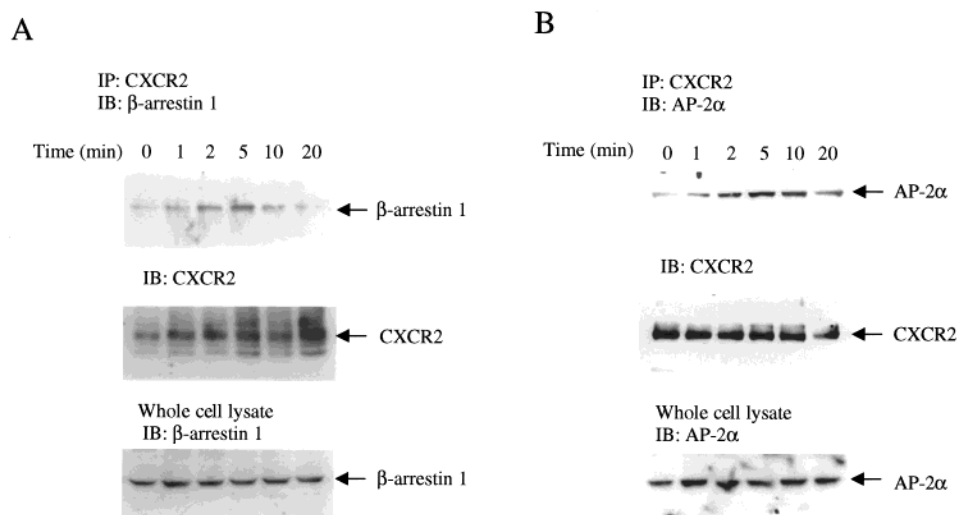 A
IP: CXCR2
IB: β-arrestin 1
Time (min) 0 1 2 5 10 20
β-arrestin 1
IB: CXCR2
CXCR2
Whole cell lysate
IB: β-arrestin 1
β-arrestin 1
B
IP: CXCR2
IB: AP-2α
Time (min) 0 1 2 5 10 20
AP-2α
IB: CXCR2
CXCR2
Whole cell lysate
IB: AP-2α
AP-2α